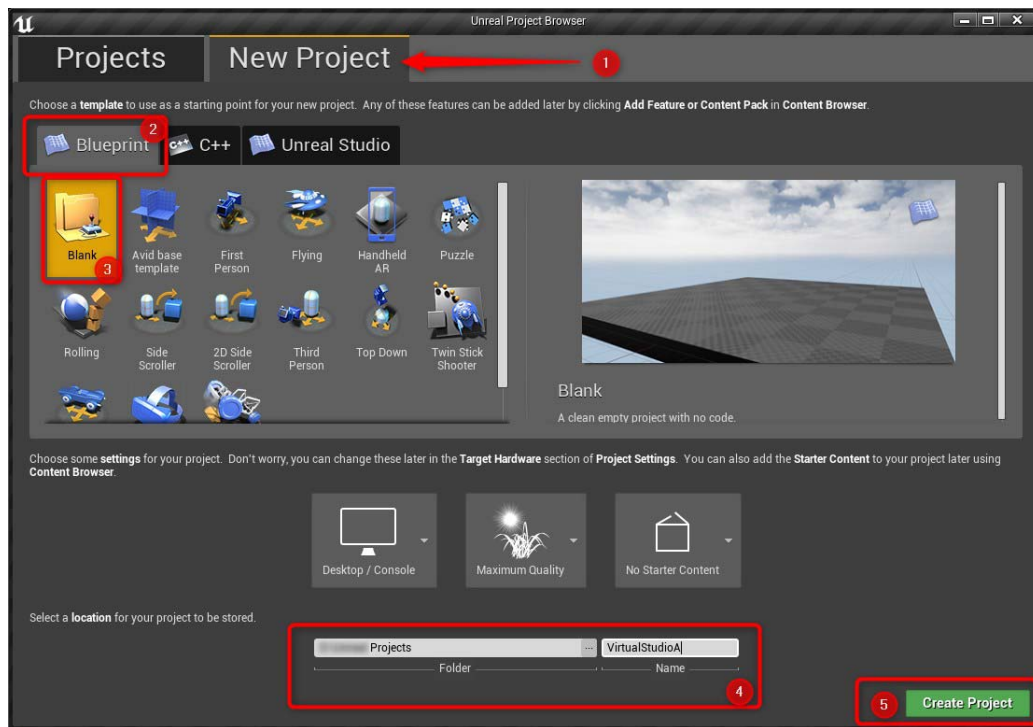 Unreal Project Browser
Projects
New Project
1
Choose a template to use as a starting point for your new project. Any of these features can be added later by clicking Add Feature or Content Pack in Content Browser.
2
Blueprint
C++
C++
Unreal Studio
Blank
3
Avid base
template
First
Person
Flying
Handheld
AR
Puzzle
Rolling
Side
Scroller
2D Side
Scroller
Third
Person
Top Down
Twin Stick
Shooter
Blank
A clean empty project with no code.
Choose some settings for your project. Don't worry, you can change these later in the Target Hardware section of Project Settings. You can also add the Starter Content to your project later using
Content Browser.
Desktop / Console
Maximum Quality
No Starter Content
Select a location for your project to be stored.
Projects
...
VirtualStudioA
Folder
Name
4
5
Create Project